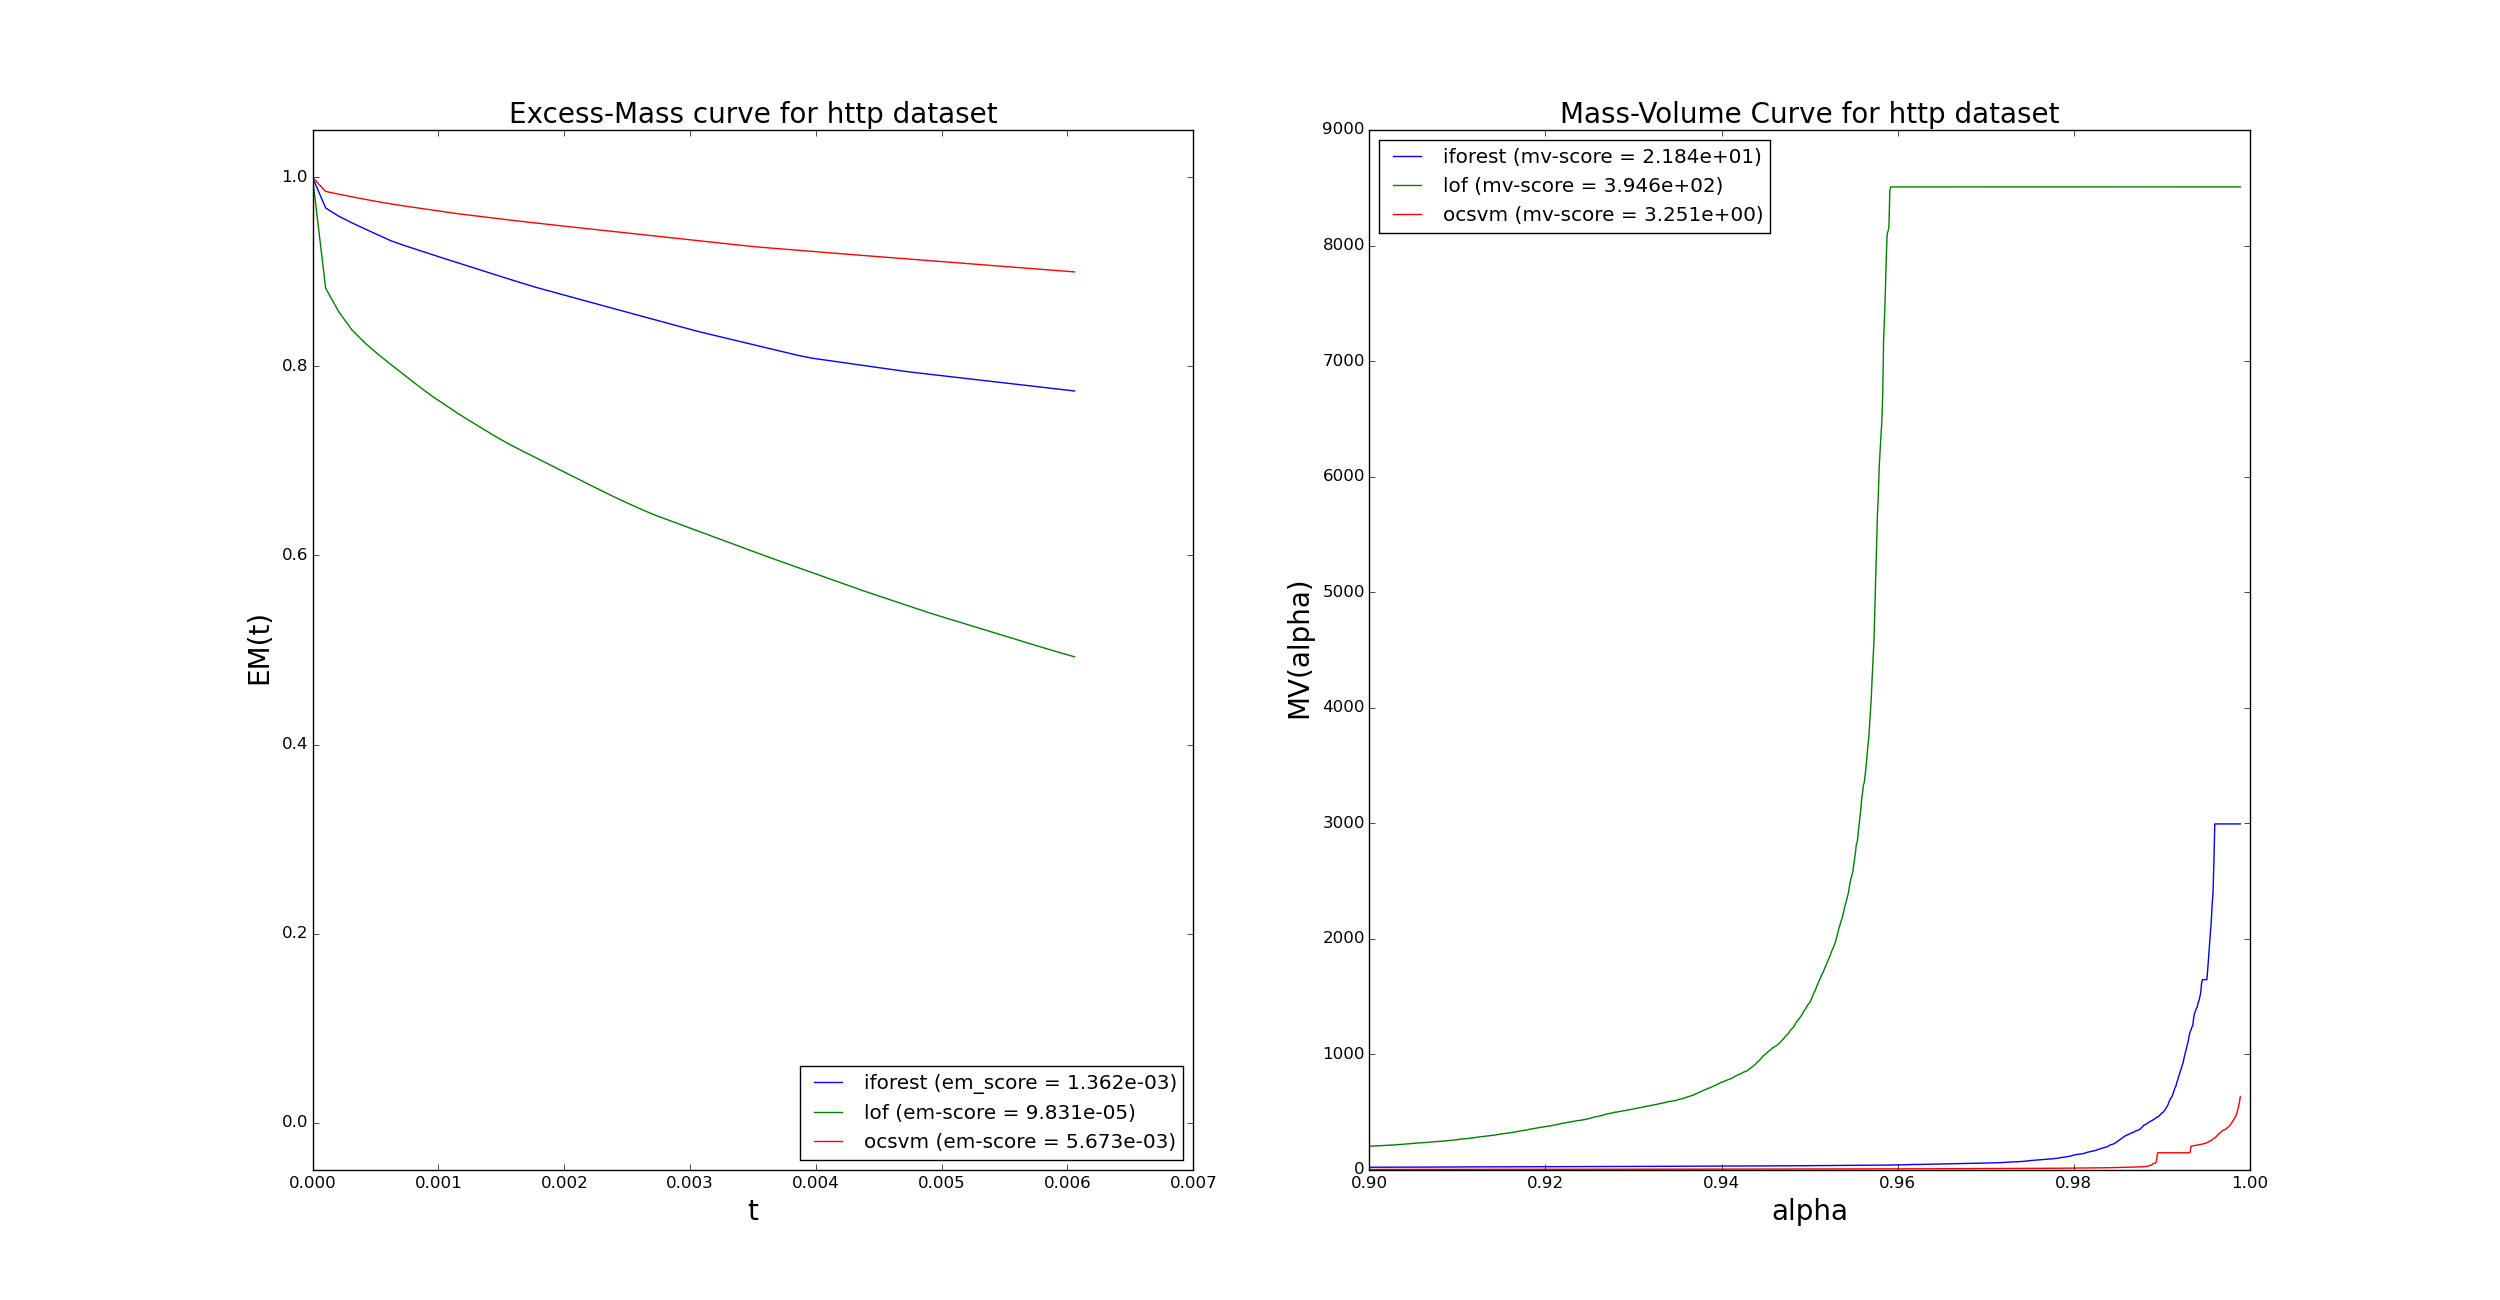 Excess-Mass curve for http dataset
1.0
0.8
0.6
0.4
0.2
0.0
EM(t)
iforest (em_score = 1.362e-03)
lof (em-score = 9.831e-05)
ocsvm (em-score = 5.673e-03)
0.000 0.001 0.002 0.003 0.004 0.005 0.006 0.007
t
Mass-Volume Curve for http dataset
9000
8000
7000
6000
5000
4000
3000
2000
1000
0
MV(alpha)
iforest (mv-score = 2.184e+01)
lof (mv-score = 3.946e+02)
ocsvm (mv-score = 3.251e+00)
0.90 0.92 0.94 0.96 0.98 1.00
alpha